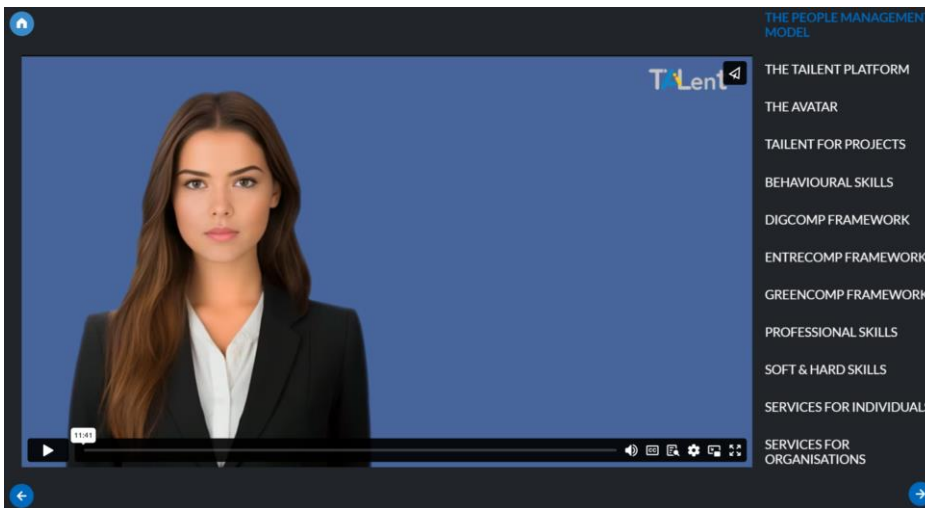 THE PEOPLE MANAGEMENT
MODEL
TAILent
THE TAILENT PLATFORM
THE AVATAR
TAILENT FOR PROJECTS
BEHAVIOURAL SKILLS
DIGCOMP FRAMEWORK
ENTRECOMP FRAMEWORK
GREENCOMP FRAMEWORK
PROFESSIONAL SKILLS
SOFT & HARD SKILLS
SERVICES FOR INDIVIDUALS
11:41
CC
SERVICES FOR
ORGANISATIONS